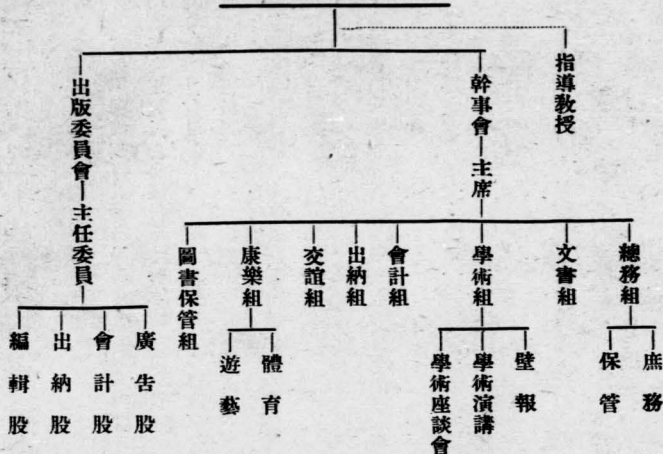 指導教授
幹事會—主席
出版委員會—主任委員
總務組
文書組
學術組
會計組
出納組
交誼組
康樂組
圖書保管組
庶務
保管
壁報
學術演講
學術座談會
體育
遊藝
廣告股
會計股
出納股
編輯股